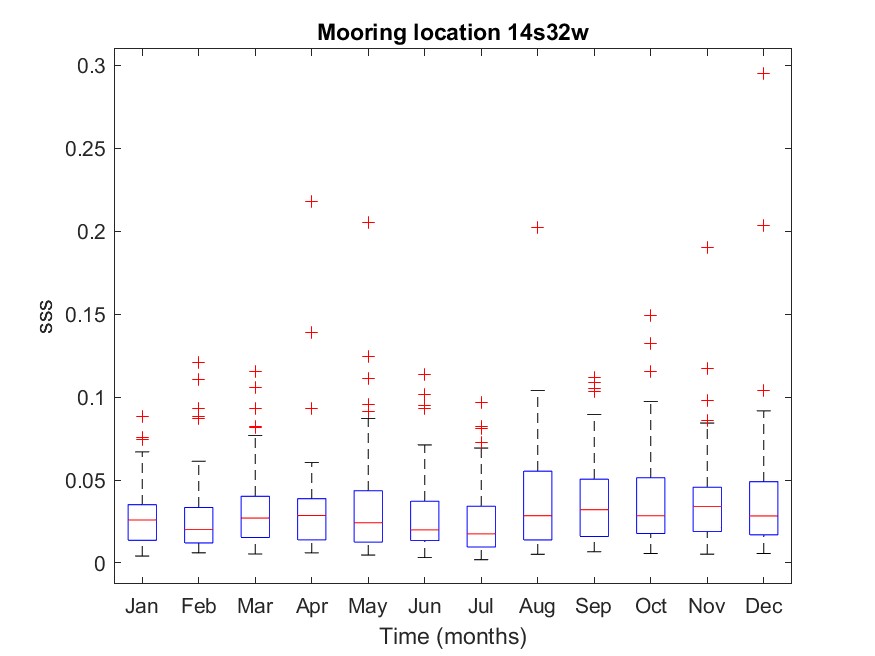 Mooring location 14s32w
0.3
0.25
0.2
0.15
0.1
0.05
0
sss
Jan Feb Mar Apr May Jun Jul Aug Sep Oct Nov Dec
Time (months)